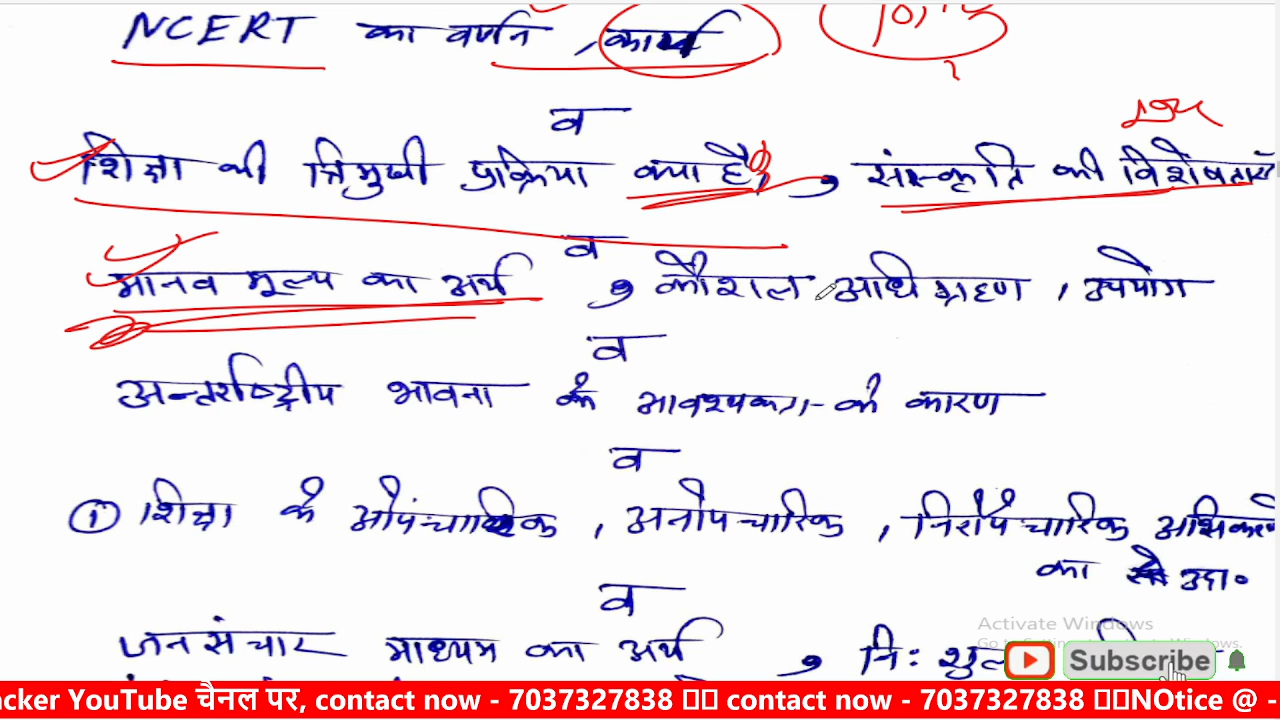 NCERT का वर्णन , कार्य
व
शिक्षा की त्रिमुखी प्रक्रिया क्या है , संस्कृति की विशेषताएँ
व
मानव मूल्य का अर्थ , कौशल अधिग्रहण , उपयोग
व
अन्तर्राष्ट्रीय भावना के आवश्यकता के कारण
व
① शिक्षा के औपचारिक , अनौपचारिक , निरौपचारिक अभिकरणो
का उदा॰
व
जनसंचार माध्यम का अर्थ , नि: शुल्
Activate Windows
Subscribe
acker YouTube चैनल पर, contact now - 7037327838 contact now - 7037327838 NOtice @ -